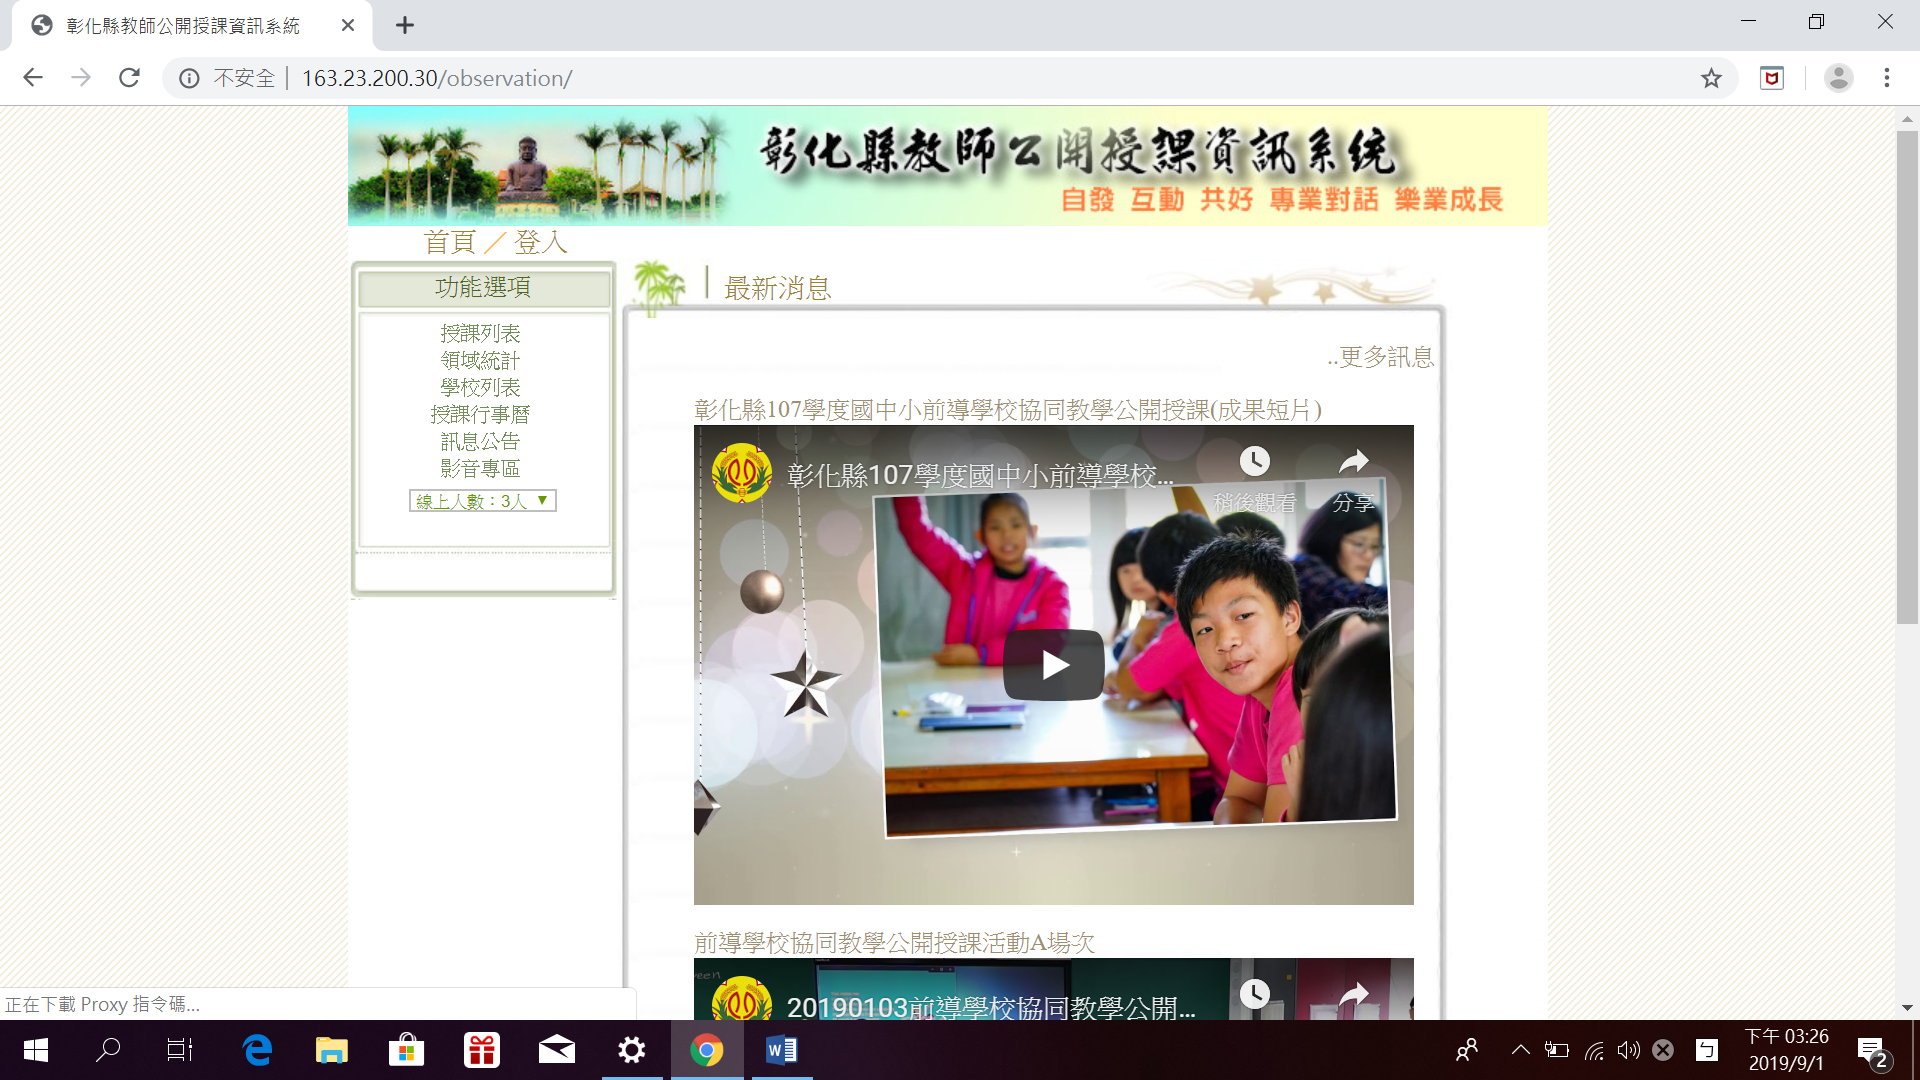 彰化縣教師公開授課資訊系統
不安全 | 163.23.200.30/observation/
彰化縣教師公開授課資訊系統
自發 互動 共好 專業對話 樂業成長
首頁 ／ 登入
功能選項
授課列表
領域統計
學校列表
授課行事曆
訊息公告
影音專區
線上人數：3人 ▼
最新消息
..更多訊息
彰化縣107學度國中小前導學校協同教學公開授課(成果短片)
彰化縣107學度國中小前導學校...
稍後觀看
分享
前導學校協同教學公開授課活動A場次
20190103前導學校協同教學公開...
正在下載 Proxy 指令碼...
下午 03:26
2019/9/1
2